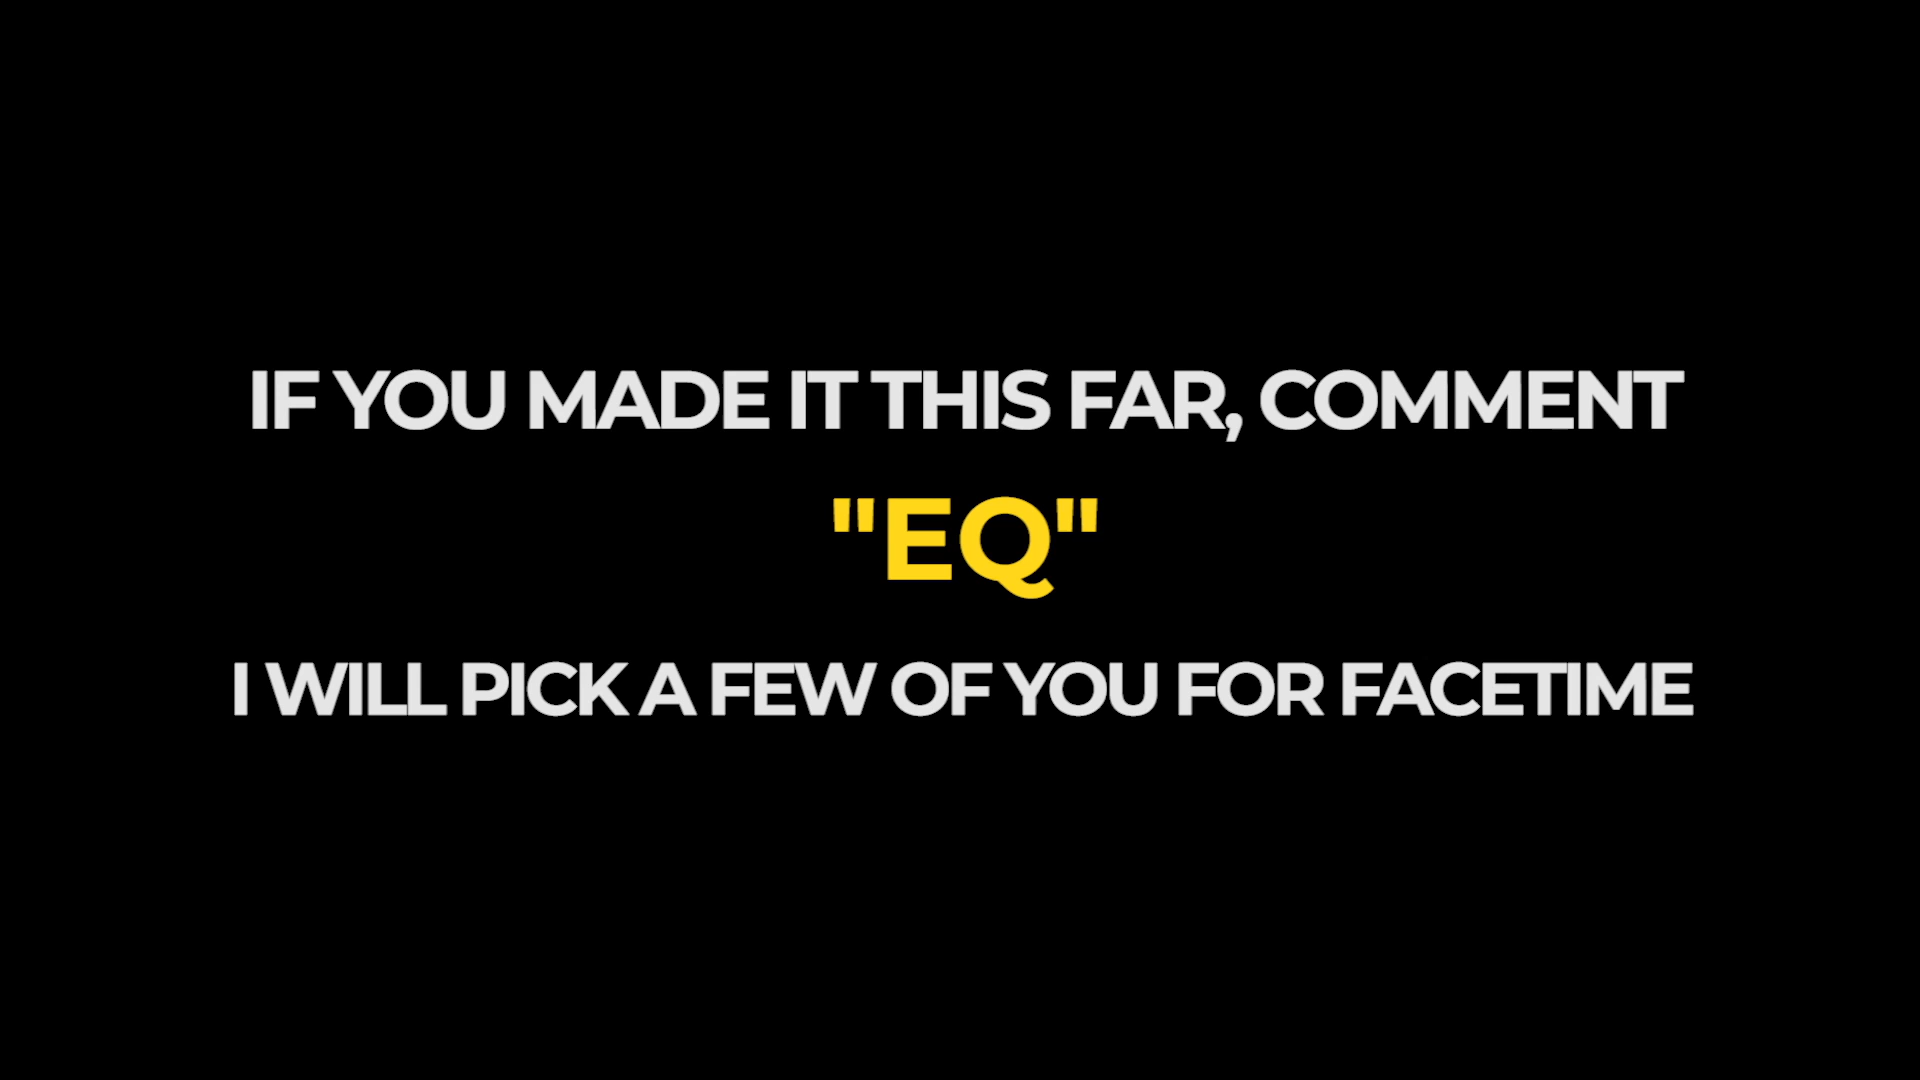 IF YOU MADE IT THIS FAR, COMMENT
"EQ"
I WILL PICK A FEW OF YOU FOR FACETIME